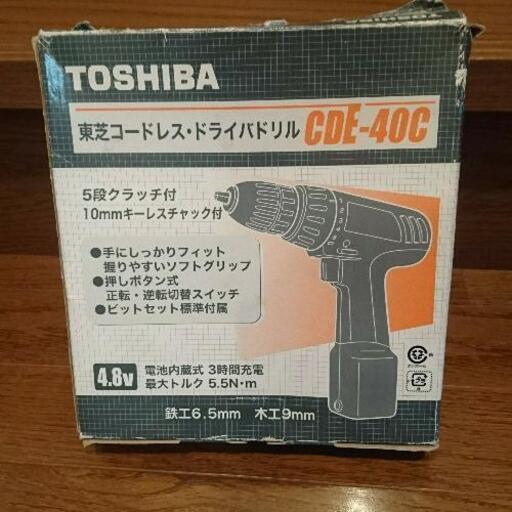 TOSHIBA
東芝コードレス・ドライバドリル CDE-40C
5段クラッチ付
10mmキーレスチャック付
●手にしっかりフィット
握りやすいソフトグリップ
●押しボタン式
正転・逆転切替スイッチ
●ビットセット標準付属
4.8v 電池内蔵式 3時間充電
最大トルク 5.5N・m
鉄工6.5mm 木工9mm